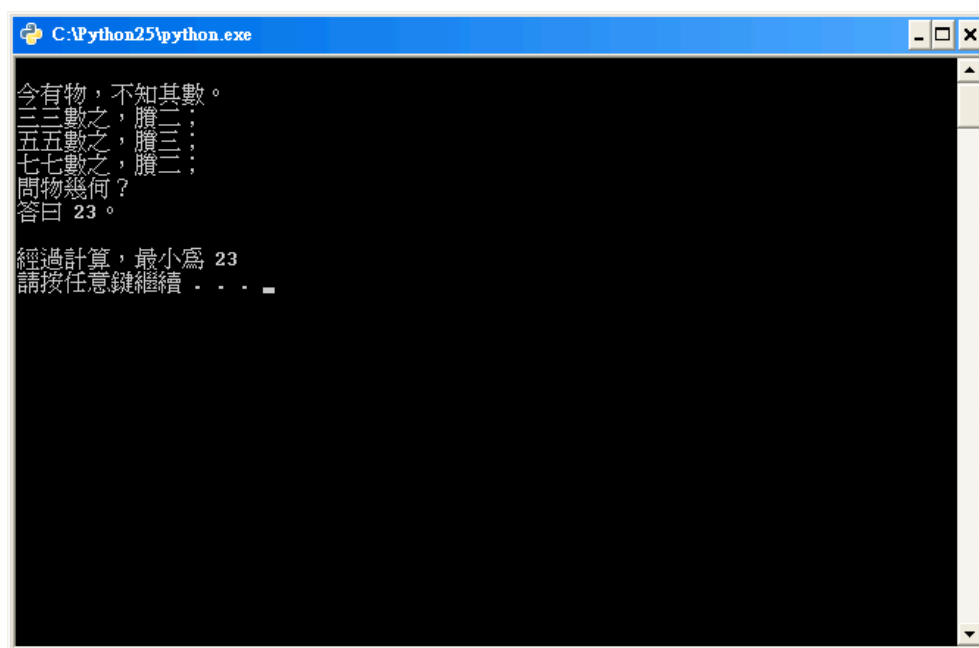 C:\Python25\python.exe
今有物，不知其數。
三三數之，賸二；
五五數之，賸三；
七七數之，賸二；
問物幾何？
答曰 23。
經過計算，最小為 23
請按任意鍵繼續 . . .